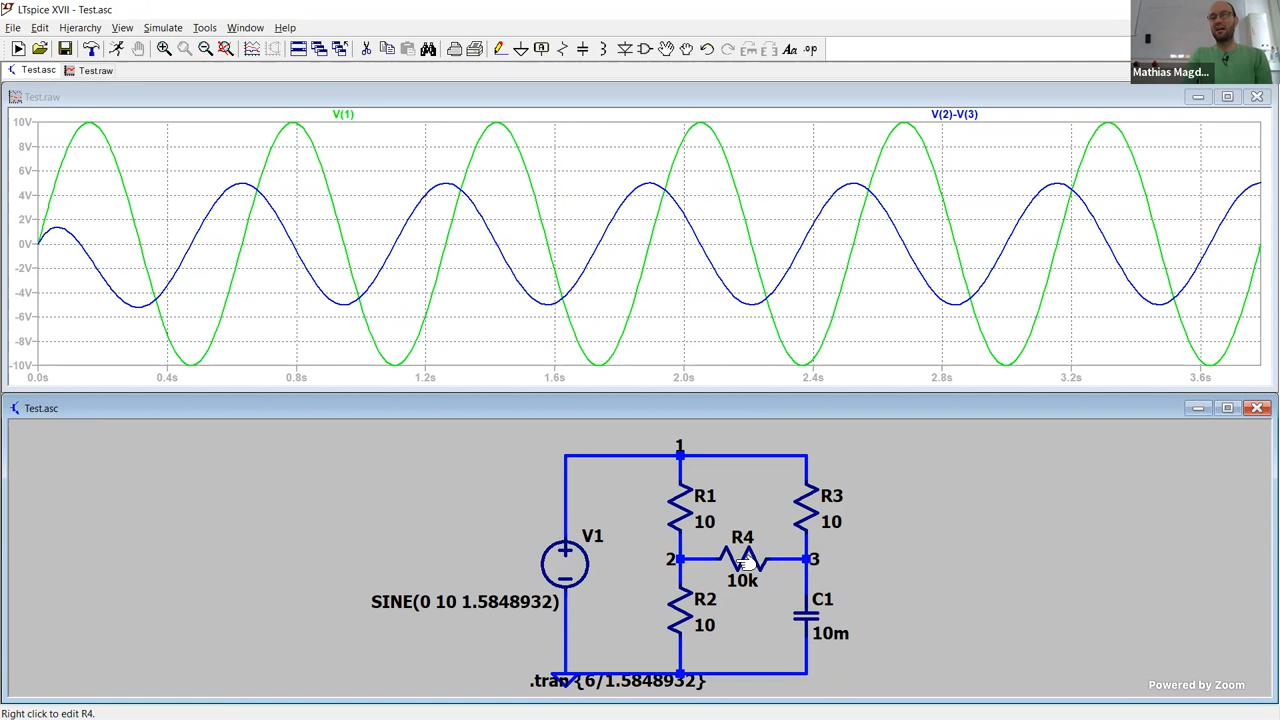 LTspice XVII - Test.asc
File Edit Hierarchy View Simulate Tools Window Help
Aa .op
Mathias Magd...
Test.asc Test.raw
Test.raw
V(1) V(2)-V(3)
10V
8V
6V
4V
2V
0V
-2V
-4V
-6V
-8V
-10V
0.0s 0.4s 0.8s 1.2s 1.6s 2.0s 2.4s 2.8s 3.2s 3.6s
Test.asc
1
R1 R3
10 10
V1 R4
2 3
10k
SINE(0 10 1.5848932) R2 C1
10 10m
.tran {6/1.5848932}
Powered by Zoom
Right click to edit R4.